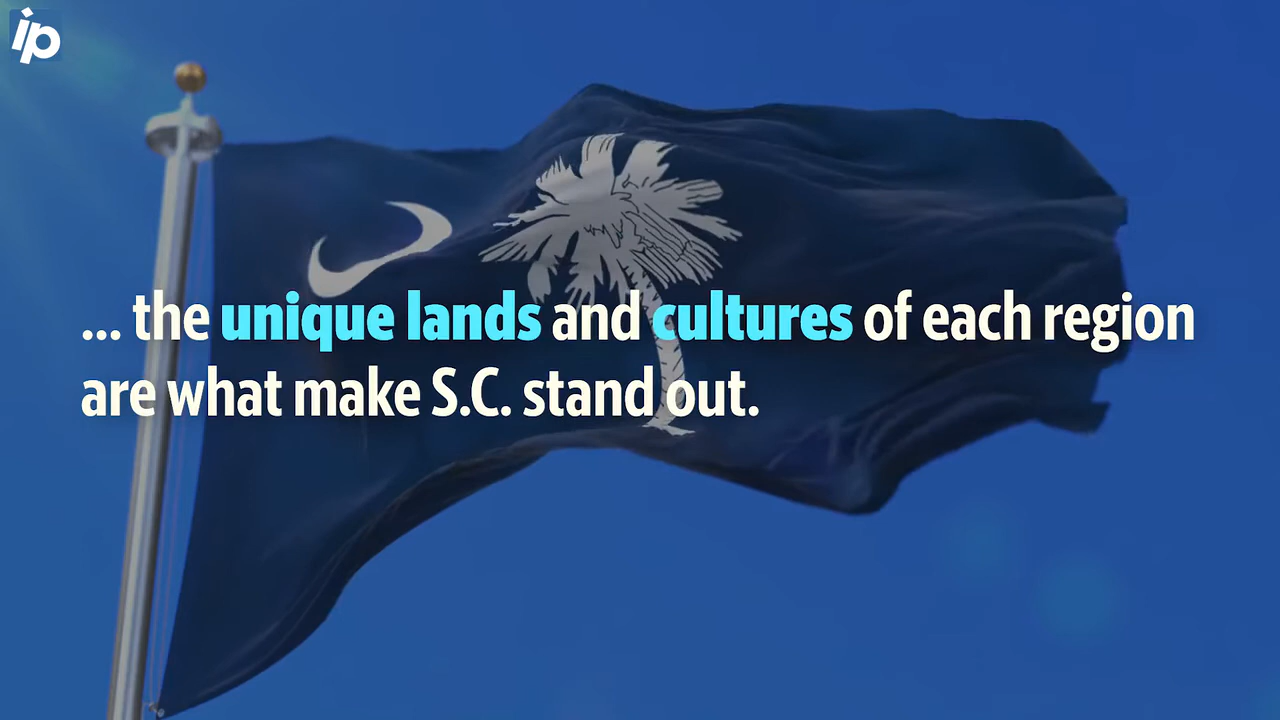 ip
... the unique lands and cultures of each region
are what make S.C. stand out.